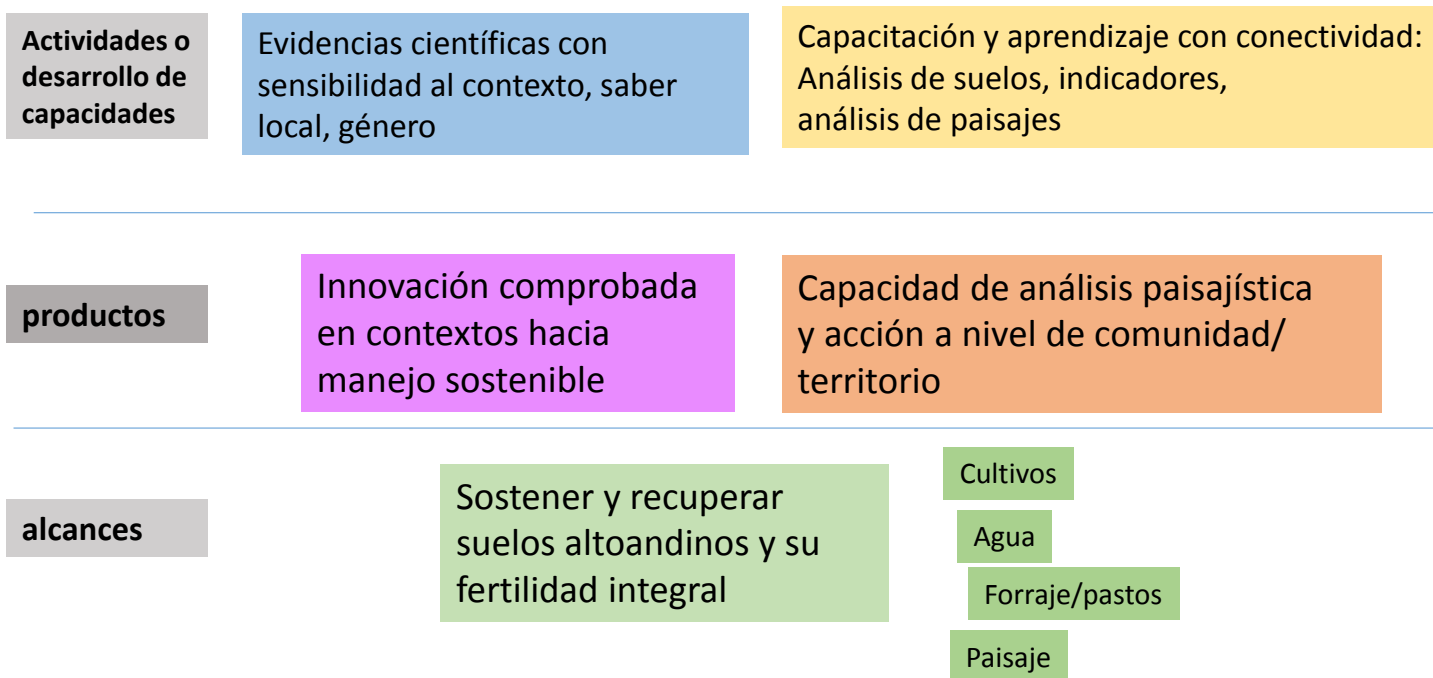 Actividades o
desarrollo de
capacidades
Evidencias científicas con
sensibilidad al contexto, saber
local, género
Capacitación y aprendizaje con conectividad:
Análisis de suelos, indicadores,
análisis de paisajes
productos
Innovación comprobada
en contextos hacia
manejo sostenible
Capacidad de análisis paisajística
y acción a nivel de comunidad/
territorio
alcances
Sostener y recuperar
suelos altoandinos y su
fertilidad integral
Cultivos
Agua
Forraje/pastos
Paisaje